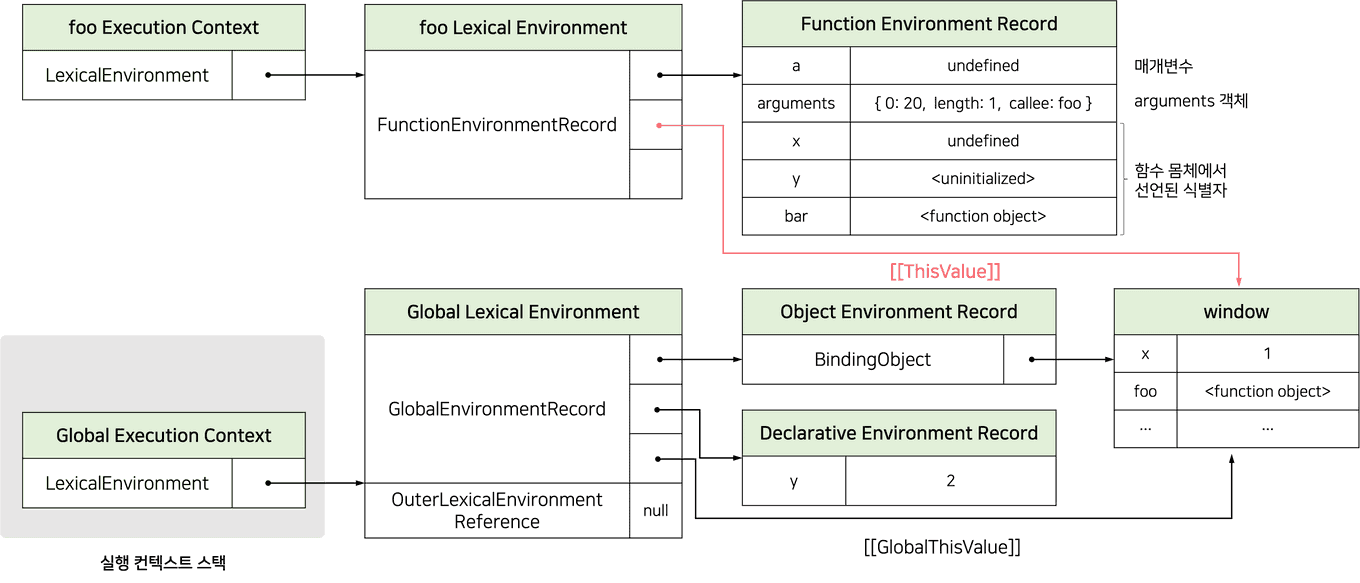 foo Execution Context
LexicalEnvironment
foo Lexical Environment
FunctionEnvironmentRecord
Function Environment Record
a undefined
매개변수
arguments { 0: 20, length: 1, callee: foo }
arguments 객체
x undefined
y <uninitialized>
bar <function object>
함수 몸체에서
선언된 식별자
[[ThisValue]]
Global Execution Context
LexicalEnvironment
실행 컨텍스트 스택
Global Lexical Environment
GlobalEnvironmentRecord
OuterLexicalEnvironment
Reference
null
Object Environment Record
BindingObject
Declarative Environment Record
y 2
[[GlobalThisValue]]
window
x 1
foo <function object>
... ...